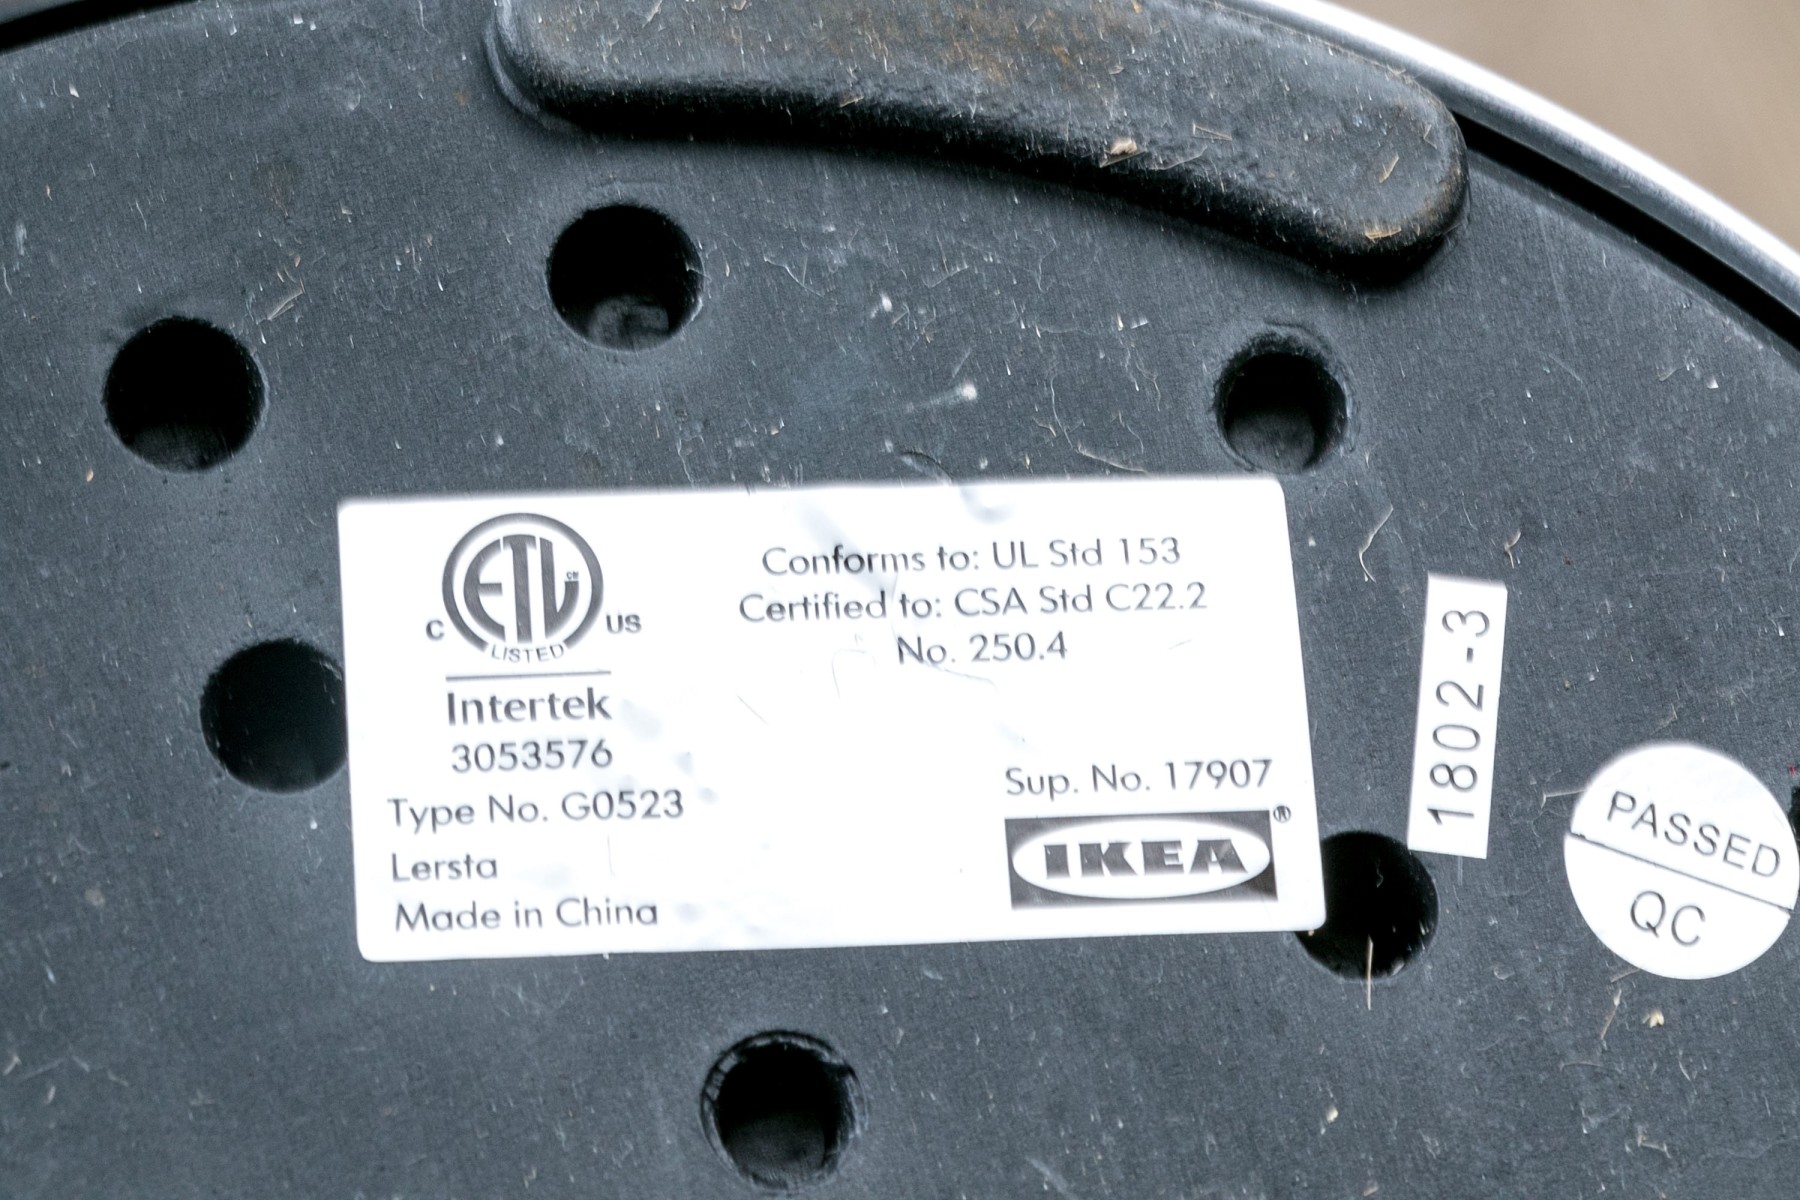 ETL CM
C US
LISTED
Intertek
3053576
Conforms to: UL Std 153
Certified to: CSA Std C22.2
No. 250.4
Type No. G0523
Lersta
Made in China
Sup. No. 17907
IKEA®
1802-3
PASSED
QC